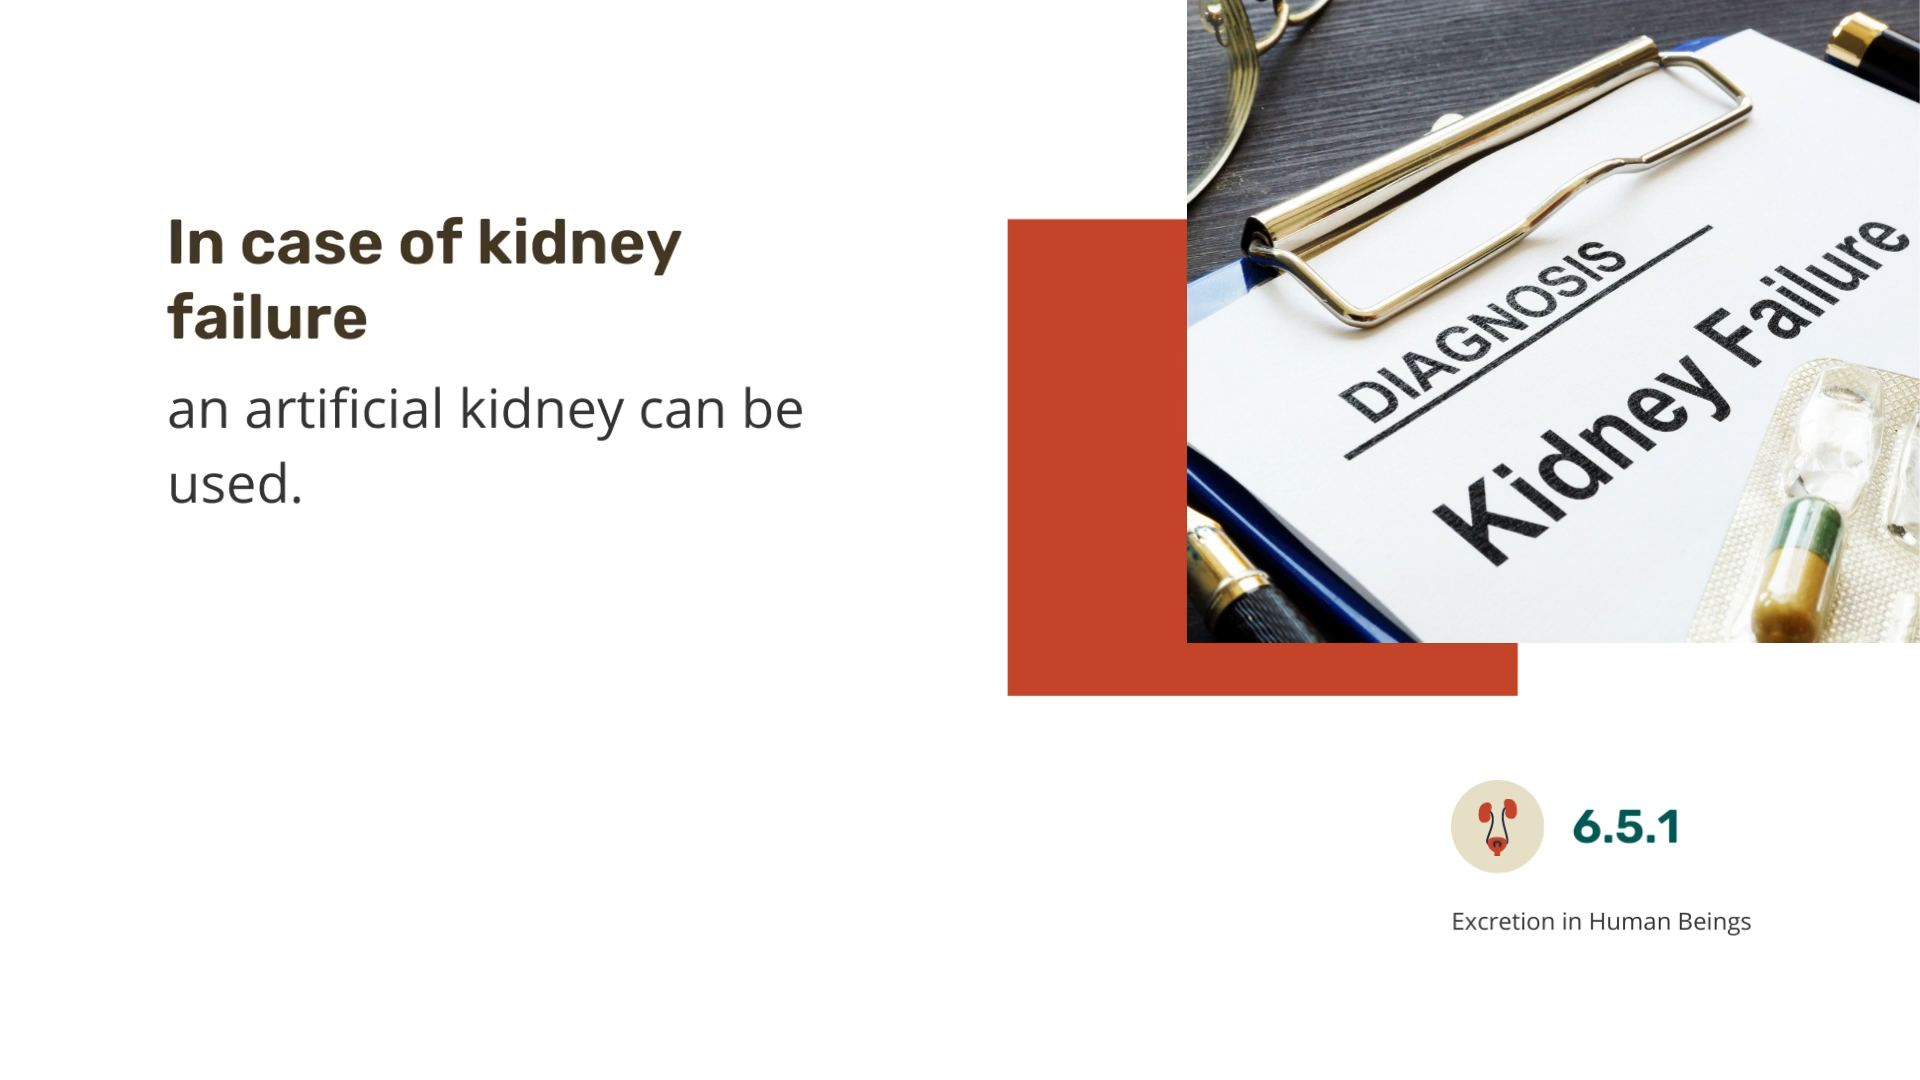 In case of kidney
failure
an artificial kidney can be
used.
DIAGNOSIS
Kidney Failure
6.5.1
Excretion in Human Beings